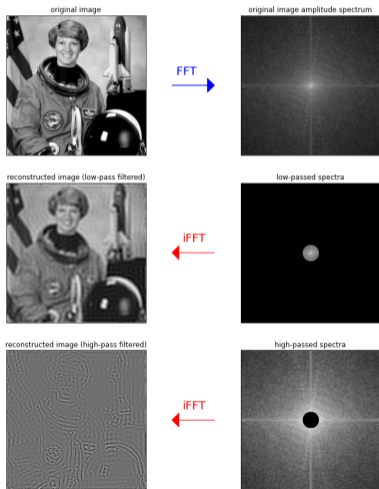 original image
original image amplitude spectrum
FFT
reconstructed image (low-pass filtered)
low-passed spectra
iFFT
reconstructed image (high-pass filtered)
high-passed spectra
iFFT